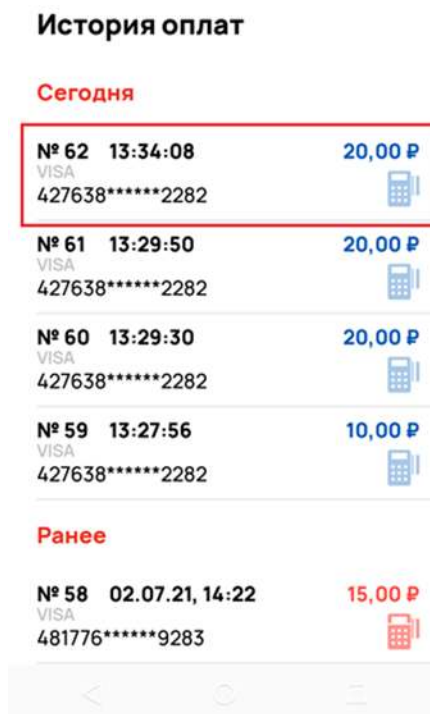 История оплат
Сегодня
№ 62 13:34:08 20,00 ₽
VISA
427638******2282
№ 61 13:29:50 20,00 ₽
VISA
427638******2282
№ 60 13:29:30 20,00 ₽
VISA
427638******2282
№ 59 13:27:56 10,00 ₽
VISA
427638******2282
Ранее
№ 58 02.07.21, 14:22 15,00 ₽
VISA
481776******9283